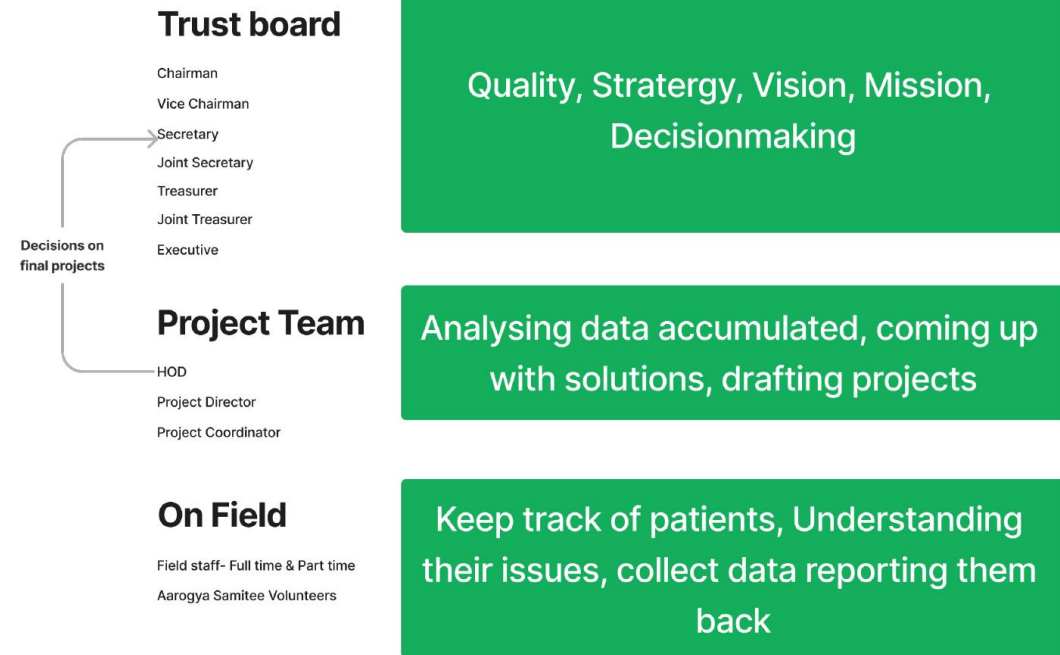 Trust board
Chairman
Vice Chairman
Secretary
Joint Secretary
Treasurer
Joint Treasurer
Executive
Quality, Stratergy, Vision, Mission,
Decisionmaking
Decisions on
final projects
Project Team
HOD
Project Director
Project Coordinator
Analysing data accumulated, coming up
with solutions, drafting projects
On Field
Field staff- Full time & Part time
Aarogya Samitee Volunteers
Keep track of patients, Understanding
their issues, collect data reporting them
back